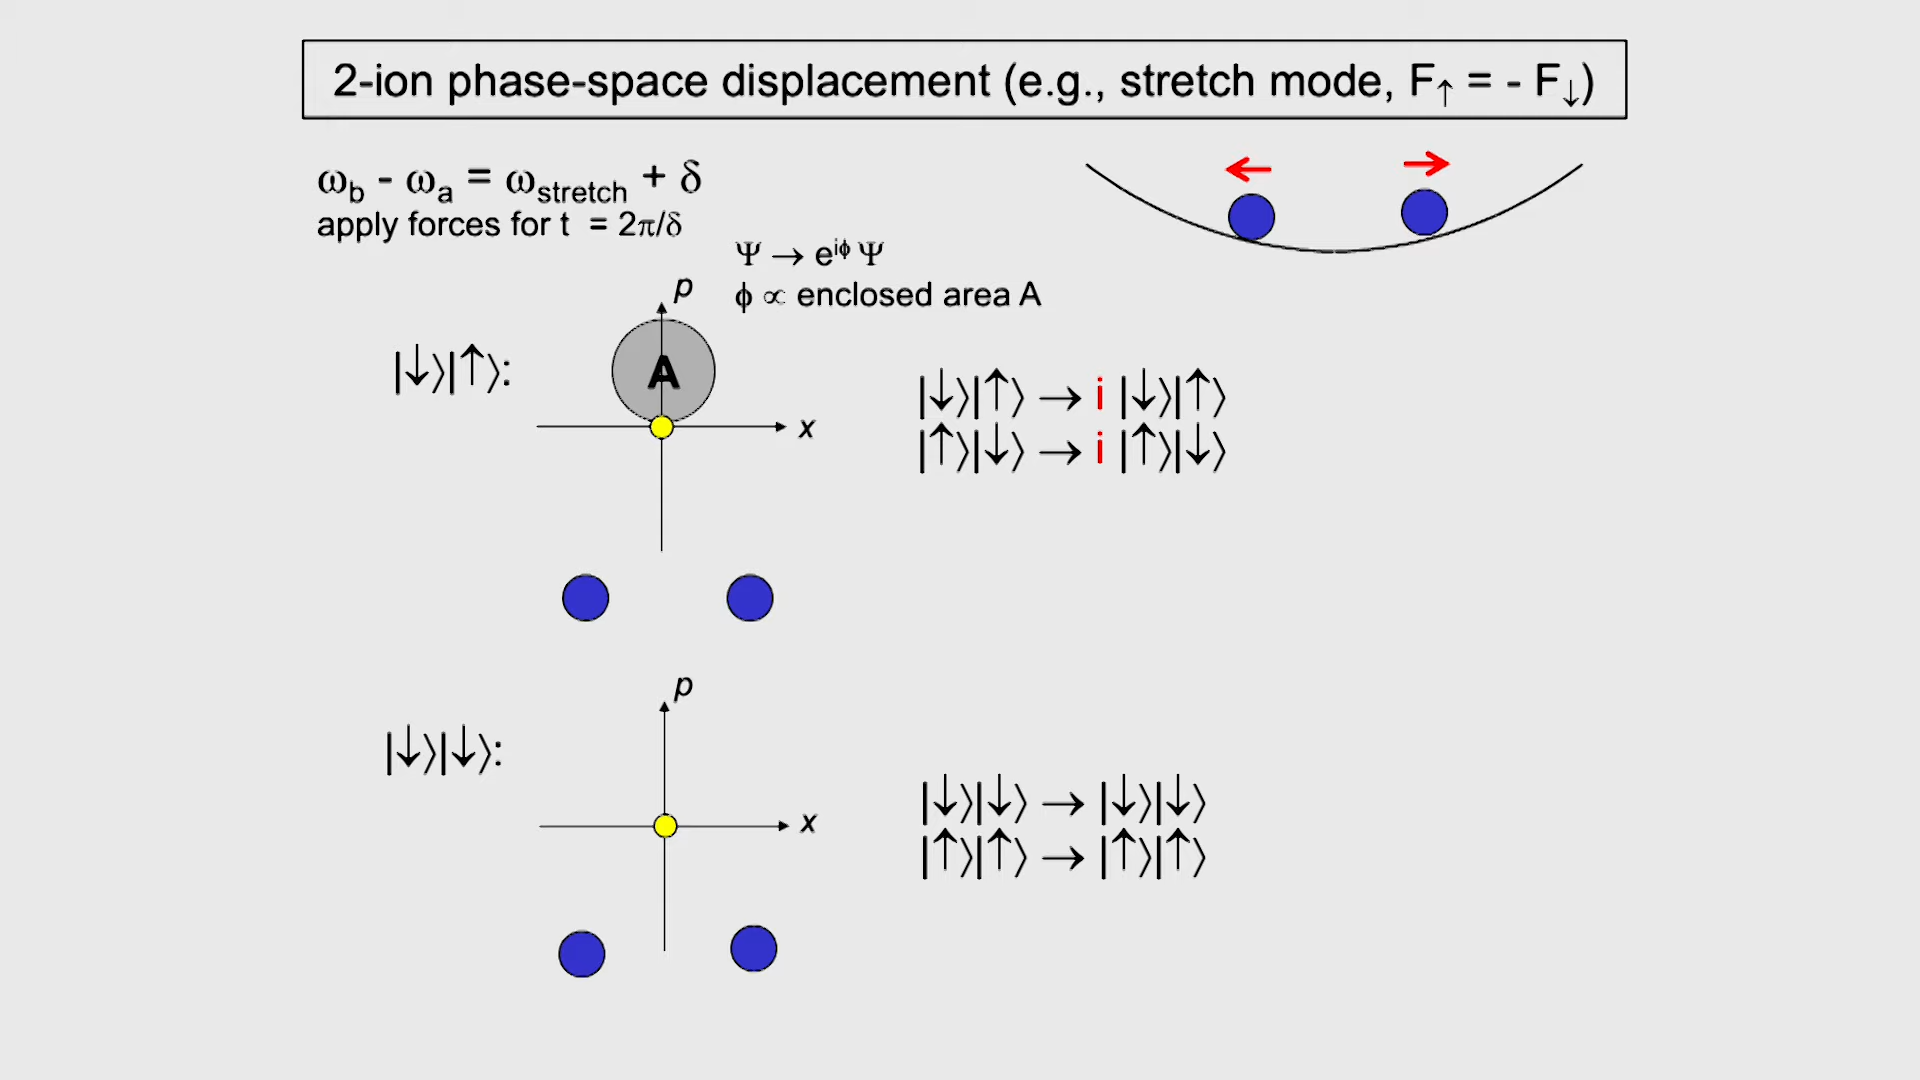 2-ion phase-space displacement (e.g., stretch mode, F↑ = - F↓)
ωb - ωa = ωstretch + δ
apply forces for t = 2π/δ
Ψ → e^iϕ Ψ
ϕ ∝ enclosed area A
p
|↓⟩|↑⟩:
A
x
|↓⟩|↑⟩ → i |↓⟩|↑⟩
|↑⟩|↓⟩ → i |↑⟩|↓⟩
p
|↓⟩|↓⟩:
x
|↓⟩|↓⟩ → |↓⟩|↓⟩
|↑⟩|↑⟩ → |↑⟩|↑⟩